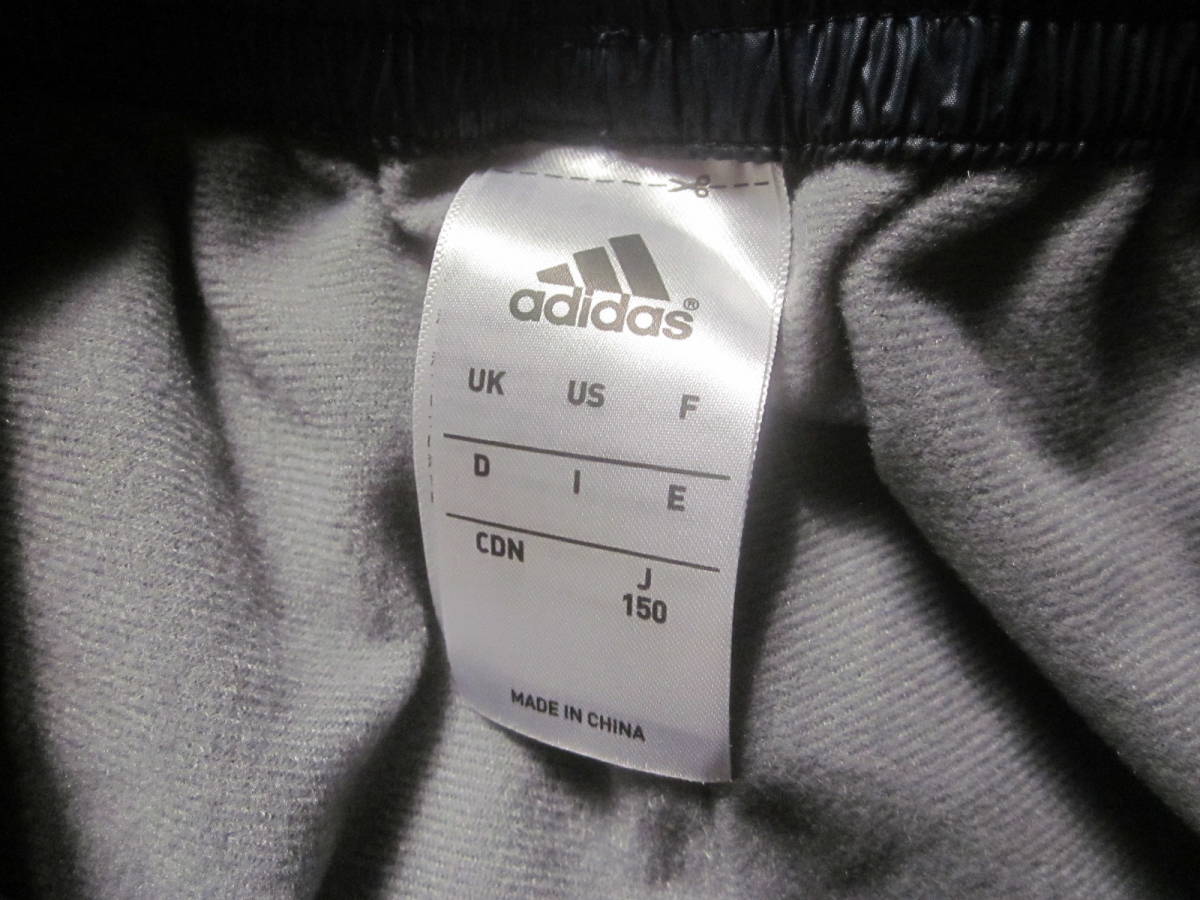 adidas®
UK US F
D I E
CDN J
150
MADE IN CHINA